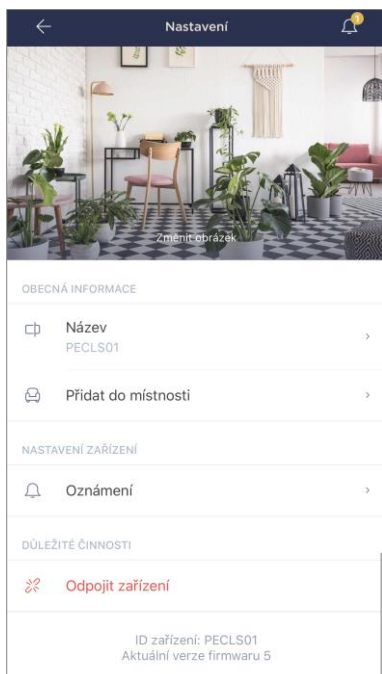 Nastavení
1
Změnit obrázek
OBECNÁ INFORMACE
Název
PECLS01
Přidat do místnosti
NASTAVENÍ ZAŘÍZENÍ
Oznámení
DŮLEŽITÉ ČINNOSTI
Odpojit zařízení
ID zařízení: PECLS01
Aktuální verze firmwaru 5